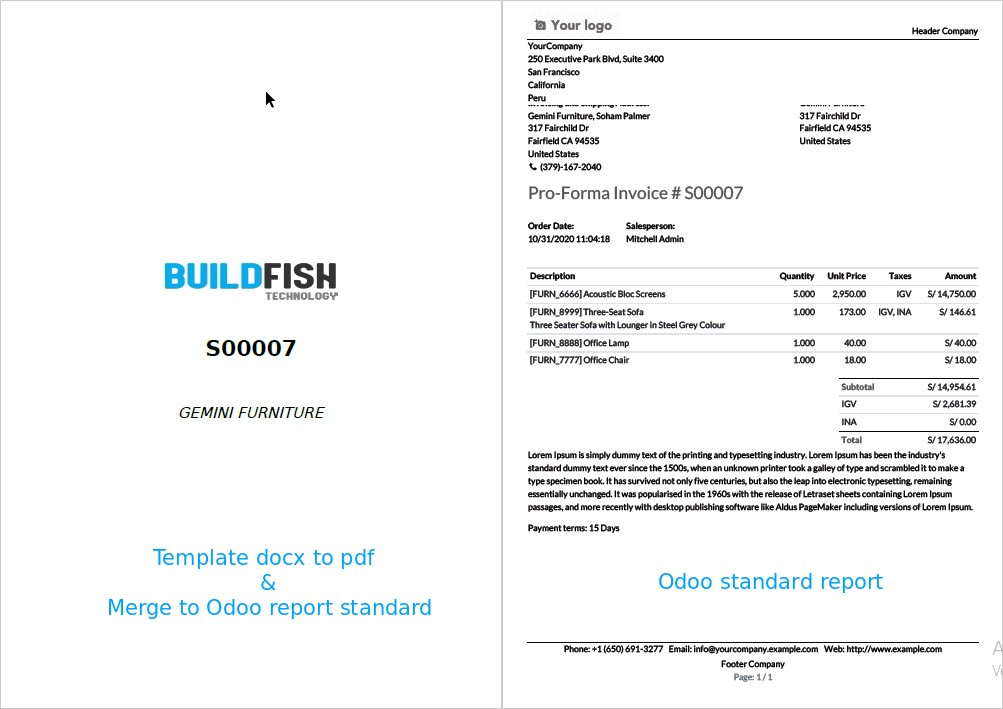 BUILDFISH
TECHNOLOGY
S00007
GEMINI FURNITURE
Template docx to pdf
&
Merge to Odoo report standard
Your logo
Header Company
YourCompany
250 Executive Park Blvd, Suite 3400
San Francisco
California
Peru
Gemini Furniture, Soham Palmer
317 Fairchild Dr
Fairfield CA 94535
United States
(379)-167-2040
317 Fairchild Dr
Fairfield CA 94535
United States
Pro-Forma Invoice # S00007
Order Date: Salesperson:
10/31/2020 11:04:18 Mitchell Admin
Description Quantity Unit Price Taxes Amount
[FURN_6666] Acoustic Bloc Screens 5.000 2,950.00 IGV S/ 14,750.00
[FURN_8999] Three-Seat Sofa 1.000 173.00 IGV, INA S/ 146.61
Three Seater Sofa with Lounger in Steel Grey Colour
[FURN_8888] Office Lamp 1.000 40.00 S/ 40.00
[FURN_7777] Office Chair 1.000 18.00 S/ 18.00
Subtotal S/ 14,954.61
IGV S/ 2,681.39
INA S/ 0.00
Total S/ 17,636.00
Lorem Ipsum is simply dummy text of the printing and typesetting industry. Lorem Ipsum has been the industry's
standard dummy text ever since the 1500s, when an unknown printer took a galley of type and scrambled it to make a
type specimen book. It has survived not only five centuries, but also the leap into electronic typesetting, remaining
essentially unchanged. It was popularised in the 1960s with the release of Letraset sheets containing Lorem Ipsum
passages, and more recently with desktop publishing software like Aldus PageMaker including versions of Lorem Ipsum.
Payment terms: 15 Days
Odoo standard report
Phone: +1 (650) 691-3277 Email: info@yourcompany.example.com Web: http://www.example.com
Footer Company
Page: 1 / 1